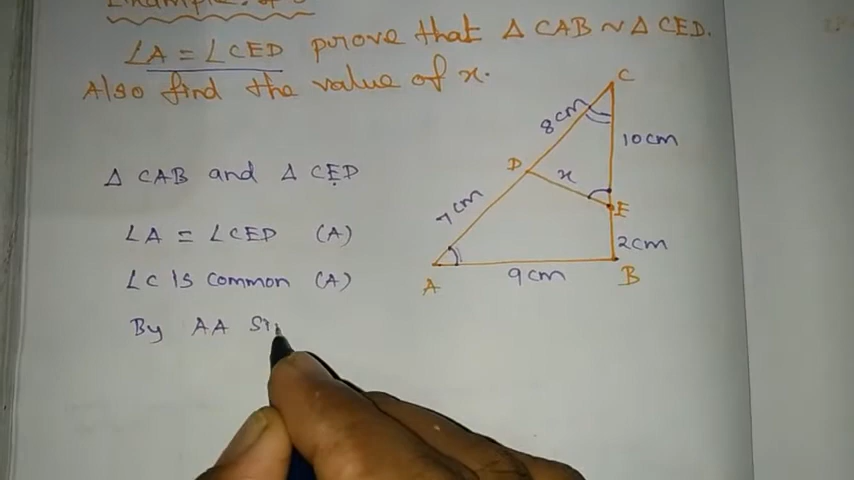 ∠A = ∠CED prove that △ CAB ~ △ CED.
Also find the value of x.
△ CAB and △ CED
∠A = ∠CED (A)
∠C Is common (A)
By AA
C
8cm
10cm
D
x
7cm
E
2cm
A
9cm
B